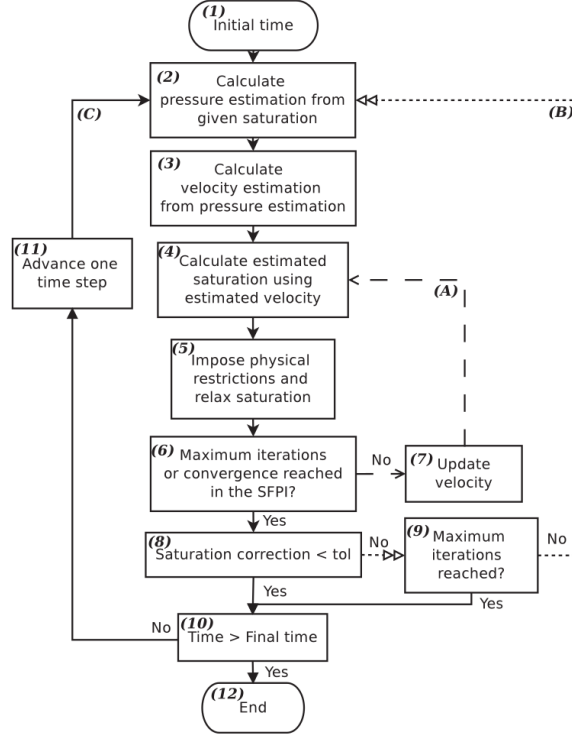 (1)
Initial time
(2)
Calculate
pressure estimation from
given saturation
(C)
(B)
(3)
Calculate
velocity estimation
from pressure estimation
(11)
Advance one
time step
(4)
Calculate estimated
saturation using
estimated velocity
(A)
(5)
Impose physical
restrictions and
relax saturation
(6)
Maximum iterations
or convergence reached
in the SFPI?
No
(7)
Update
velocity
Yes
(8)
Saturation correction < tol
No
(9)
Maximum
iterations
reached?
No
Yes
Yes
No
(10)
Time > Final time
Yes
(12)
End